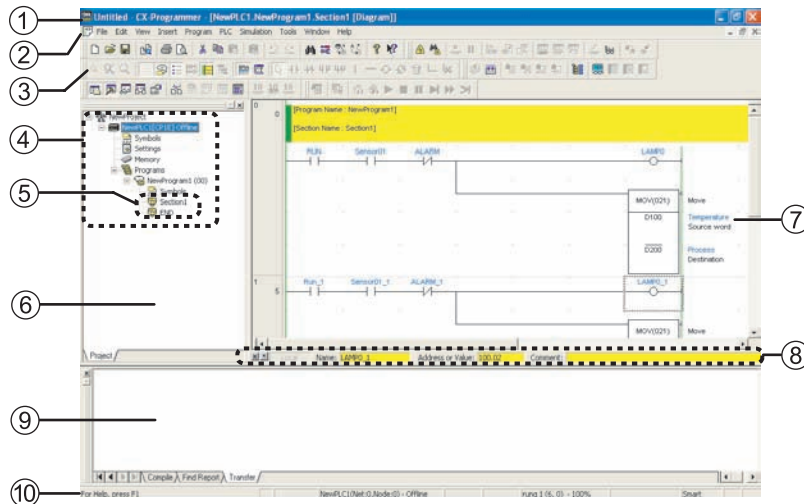 1
Untitled - CX-Programmer - [NewPLC1.NewProgram1.Section1 [Diagram]]
2
File Edit View Insert Program PLC Simulation Tools Window Help
3
4
NewProject
NewPLC1[CP1E] Offline
Symbols
Settings
Memory
Programs
NewProgram1 (00)
5
Symbols
Section1
END
6
Project
0
0
[Program Name : NewProgram1]
[Section Name : Section1]
RUN Sensor01 ALARM LAMP0
MOV(021) Move
D100 Temperature
Source word
7
D200 Process
Destination
1
5
Run_1 Sensor01_1 ALARM_1 LAMP0_1
MOV(021) Move
Name: LAMP0_1 Address or Value: 100.02 Comment:
8
9
Compile Find Report Transfer
10
For Help, press F1 NewPLC1(Net:0,Node:0) - Offline rung 1 (6, 0) - 100% Smart